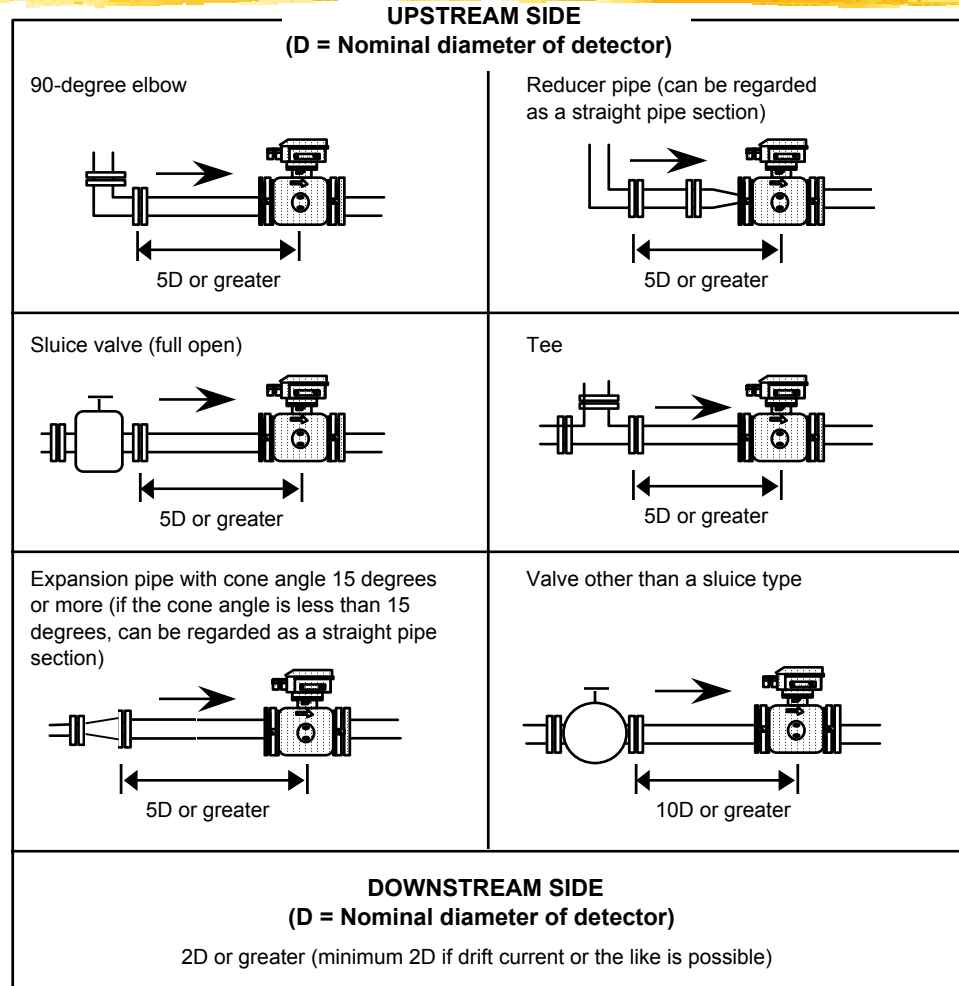 UPSTREAM SIDE
(D = Nominal diameter of detector)
90-degree elbow
5D or greater
Reducer pipe (can be regarded
as a straight pipe section)
5D or greater
Sluice valve (full open)
5D or greater
Tee
5D or greater
Expansion pipe with cone angle 15 degrees
or more (if the cone angle is less than 15
degrees, can be regarded as a straight pipe
section)
5D or greater
Valve other than a sluice type
10D or greater
DOWNSTREAM SIDE
(D = Nominal diameter of detector)
2D or greater (minimum 2D if drift current or the like is possible)